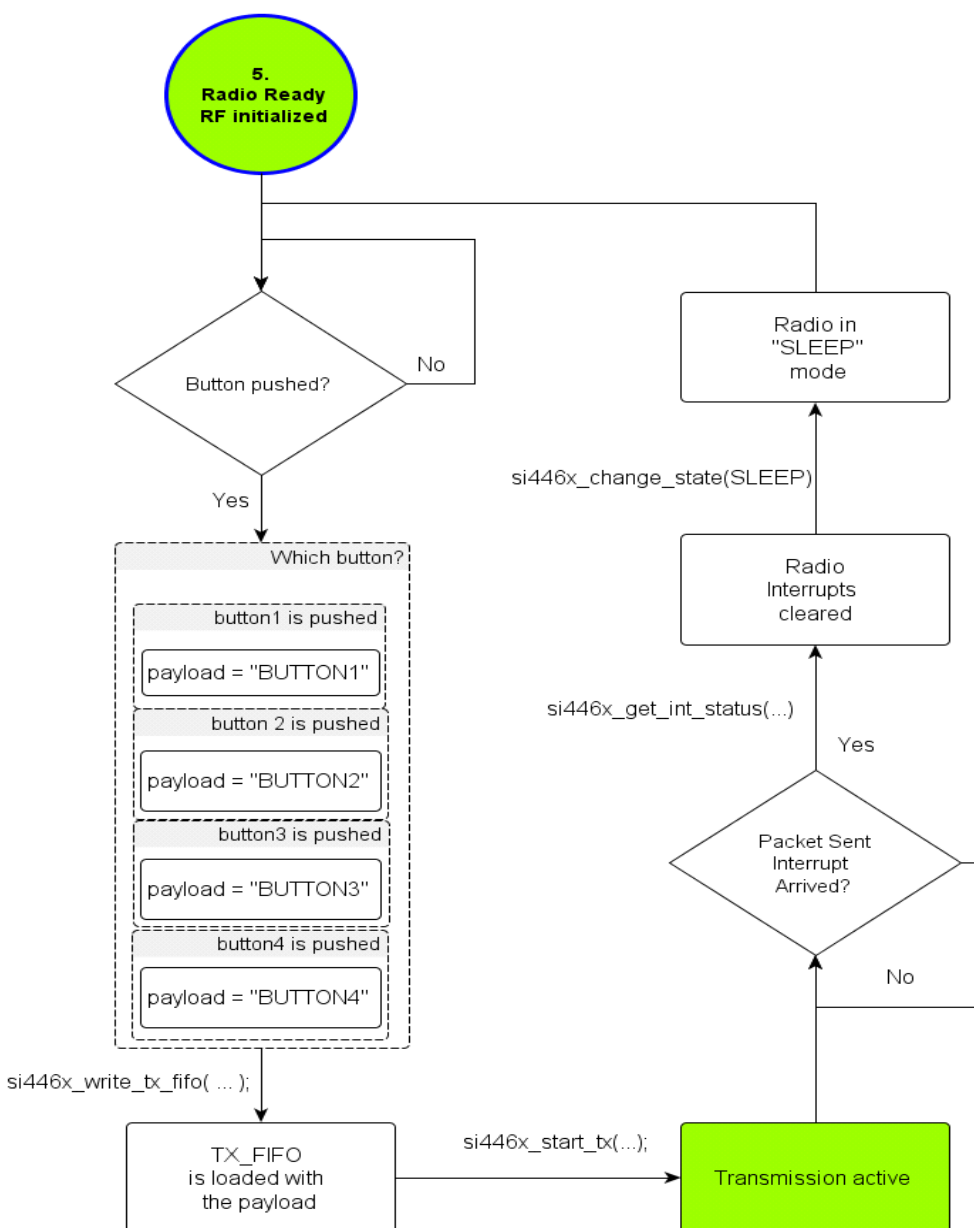 5.
Radio Ready
RF initialized
Button pushed?
No
Yes
Which button?
button1 is pushed
payload = "BUTTON1"
button 2 is pushed
payload = "BUTTON2"
button3 is pushed
payload = "BUTTON3"
button4 is pushed
payload = "BUTTON4"
si446x_write_tx_fifo( ... );
TX_FIFO
is loaded with
the payload
si446x_start_tx(...);
Transmission active
No
Packet Sent
Interrupt
Arrived?
Yes
si446x_get_int_status(...)
Radio
Interrupts
cleared
si446x_change_state(SLEEP)
Radio in
"SLEEP"
mode